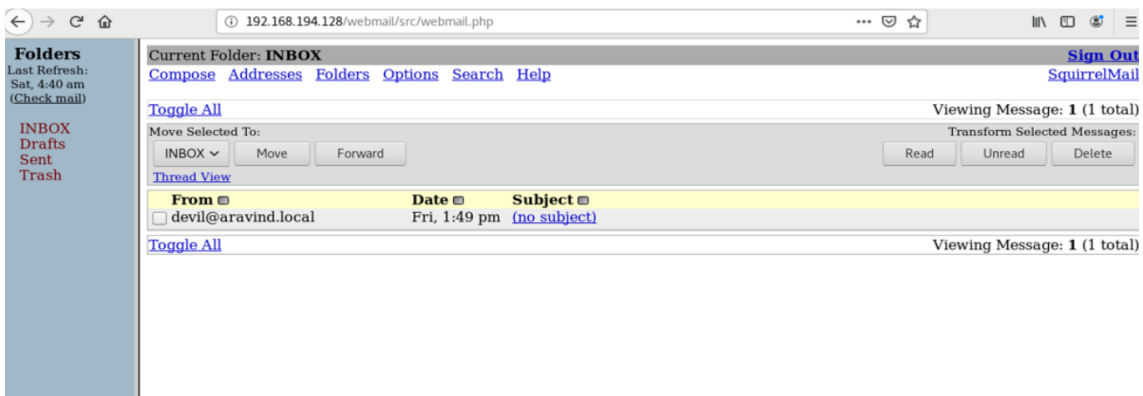 192.168.194.128/webmail/src/webmail.php
Folders
Last Refresh:
Sat, 4:40 am
(Check mail)
INBOX
Drafts
Sent
Trash
Current Folder: INBOX Sign Out
Compose Addresses Folders Options Search Help SquirrelMail
Toggle All Viewing Message: 1 (1 total)
Move Selected To: Transform Selected Messages:
INBOX Move Forward Read Unread Delete
Thread View
From Date Subject
devil@aravind.local Fri, 1:49 pm (no subject)
Toggle All Viewing Message: 1 (1 total)